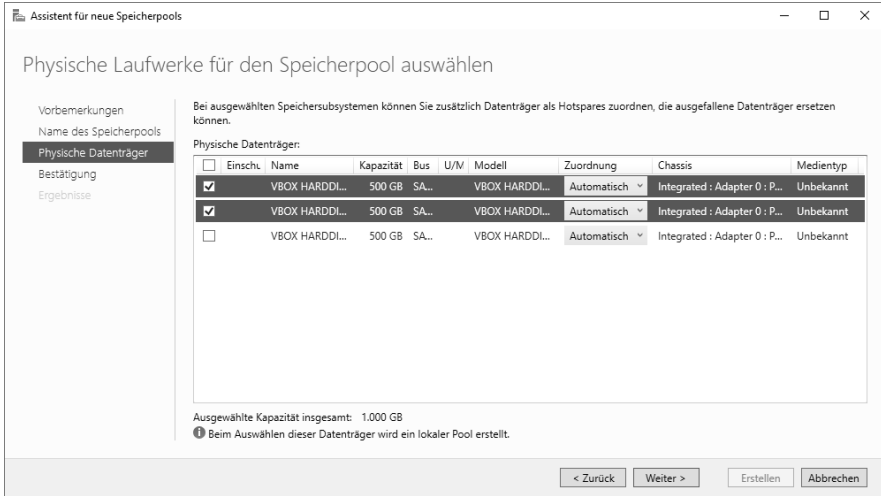 Assistent für neue Speicherpools
Physische Laufwerke für den Speicherpool auswählen
Vorbemerkungen
Name des Speicherpools
Physische Datenträger
Bestätigung
Ergebnisse
Bei ausgewählten Speichersubsystemen können Sie zusätzlich Datenträger als Hotspares zuordnen, die ausgefallene Datenträger ersetzen
können.
Physische Datenträger:
Einschu Name Kapazität Bus U/M Modell Zuordnung Chassis Medientyp
VBOX HARDDI... 500 GB SA... VBOX HARDDI... Automatisch Integrated : Adapter 0 : P... Unbekannt
VBOX HARDDI... 500 GB SA... VBOX HARDDI... Automatisch Integrated : Adapter 0 : P... Unbekannt
VBOX HARDDI... 500 GB SA... VBOX HARDDI... Automatisch Integrated : Adapter 0 : P... Unbekannt
Ausgewählte Kapazität insgesamt: 1.000 GB
Beim Auswählen dieser Datenträger wird ein lokaler Pool erstellt.
< Zurück Weiter > Erstellen Abbrechen